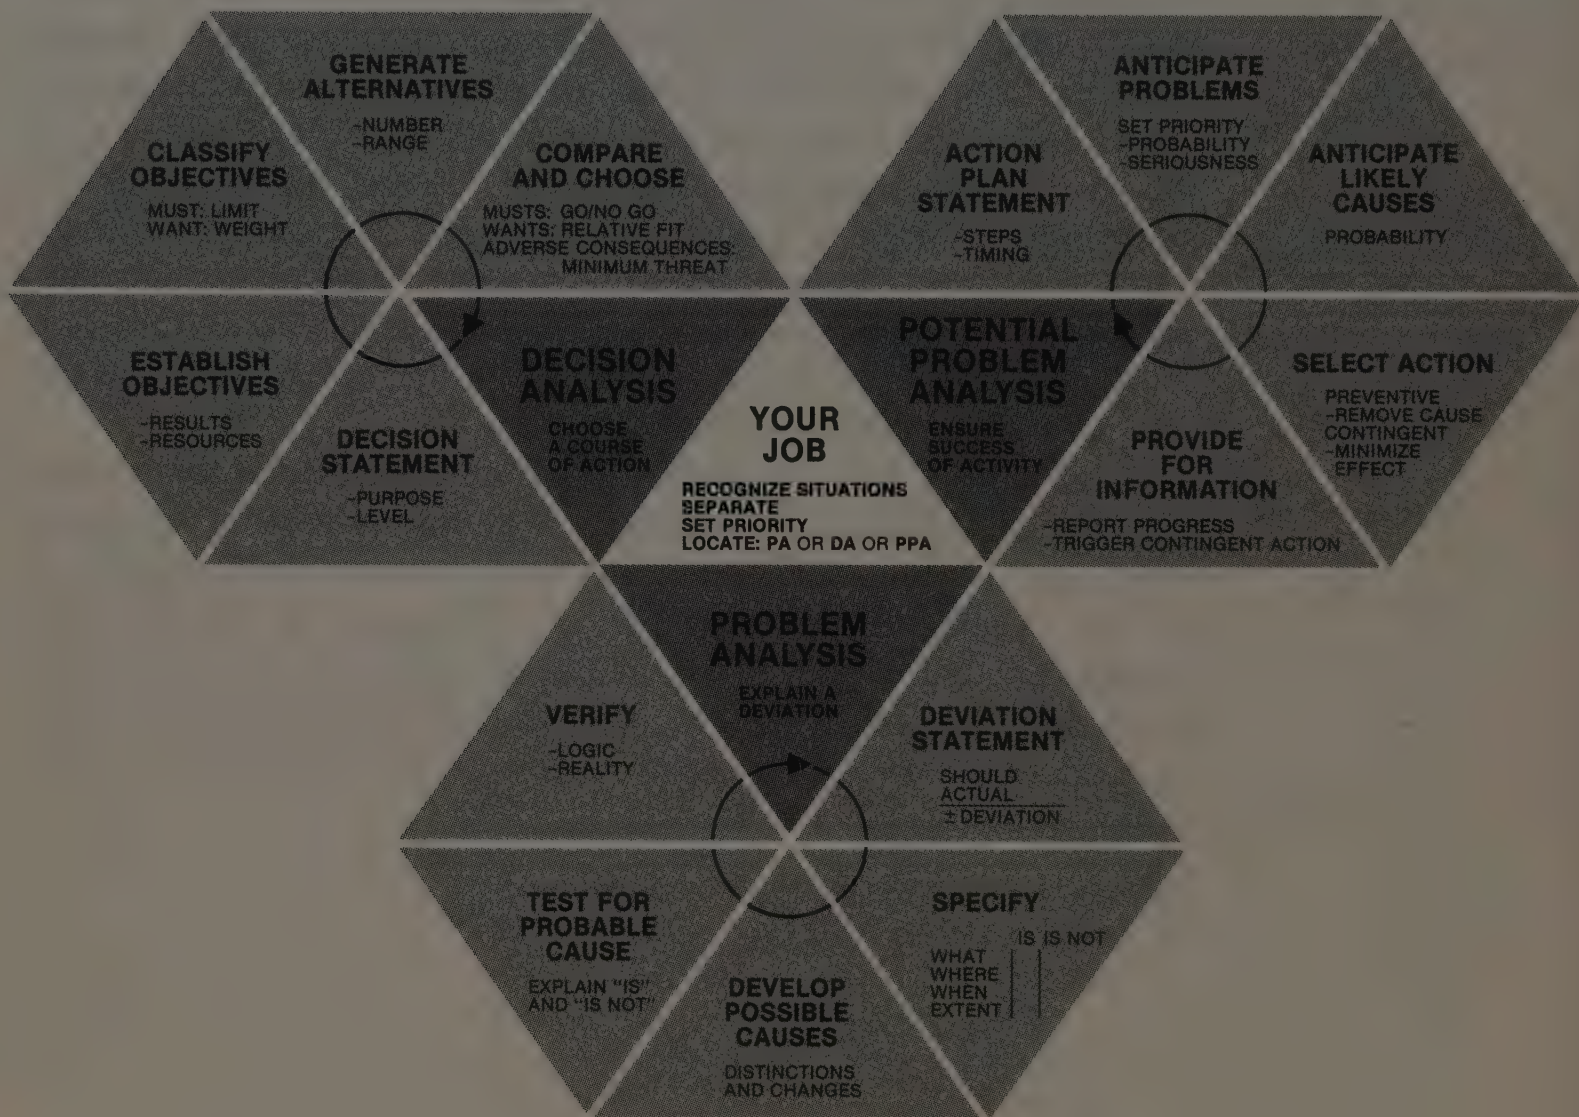 GENERATE
ALTERNATIVES
-NUMBER
-RANGE
CLASSIFY
OBJECTIVES
MUST: LIMIT
WANT: WEIGHT
COMPARE
AND CHOOSE
MUSTS: GO/NO GO
WANTS: RELATIVE FIT
ADVERSE CONSEQUENCES:
MINIMUM THREAT
ESTABLISH
OBJECTIVES
-RESULTS
-RESOURCES
DECISION
STATEMENT
-PURPOSE
-LEVEL
DECISION
ANALYSIS
CHOOSE
A COURSE
OF ACTION
YOUR
JOB
RECOGNIZE SITUATIONS
SEPARATE
SET PRIORITY
LOCATE: PA OR DA OR PPA
ANTICIPATE
PROBLEMS
SET PRIORITY
-PROBABILITY
-SERIOUSNESS
ACTION
PLAN
STATEMENT
-STEPS
-TIMING
ANTICIPATE
LIKELY
CAUSES
PROBABILITY
POTENTIAL
PROBLEM
ANALYSIS
ENSURE
SUCCESS
OF ACTIVITY
SELECT ACTION
PREVENTIVE
-REMOVE CAUSE
CONTINGENT
-MINIMIZE
EFFECT
PROVIDE
FOR
INFORMATION
-REPORT PROGRESS
-TRIGGER CONTINGENT ACTION
PROBLEM
ANALYSIS
EXPLAIN A
DEVIATION
VERIFY
-LOGIC
-REALITY
DEVIATION
STATEMENT
SHOULD
ACTUAL
± DEVIATION
TEST FOR
PROBABLE
CAUSE
EXPLAIN "IS"
AND "IS NOT"
DEVELOP
POSSIBLE
CAUSES
DISTINCTIONS
AND CHANGES
SPECIFY
IS IS NOT
WHAT
WHERE
WHEN
EXTENT